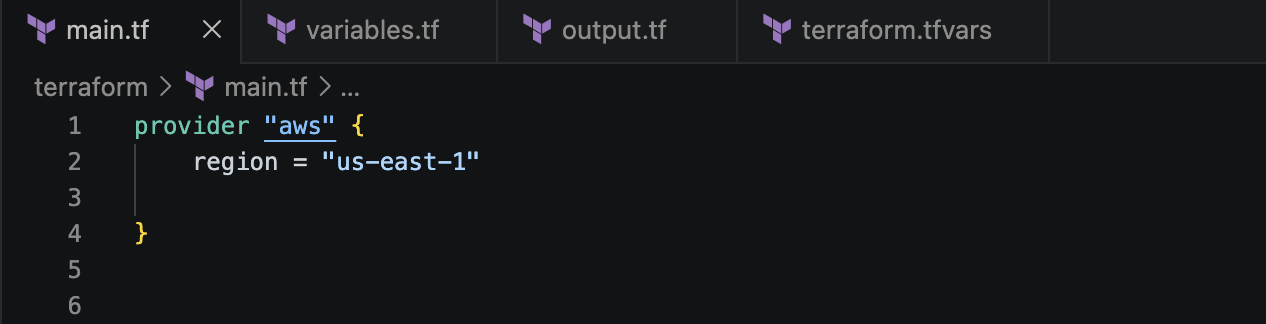 main.tf variables.tf output.tf terraform.tfvars
terraform > main.tf > ...
1 provider "aws" {
2     region = "us-east-1"
3
4 }
5
6